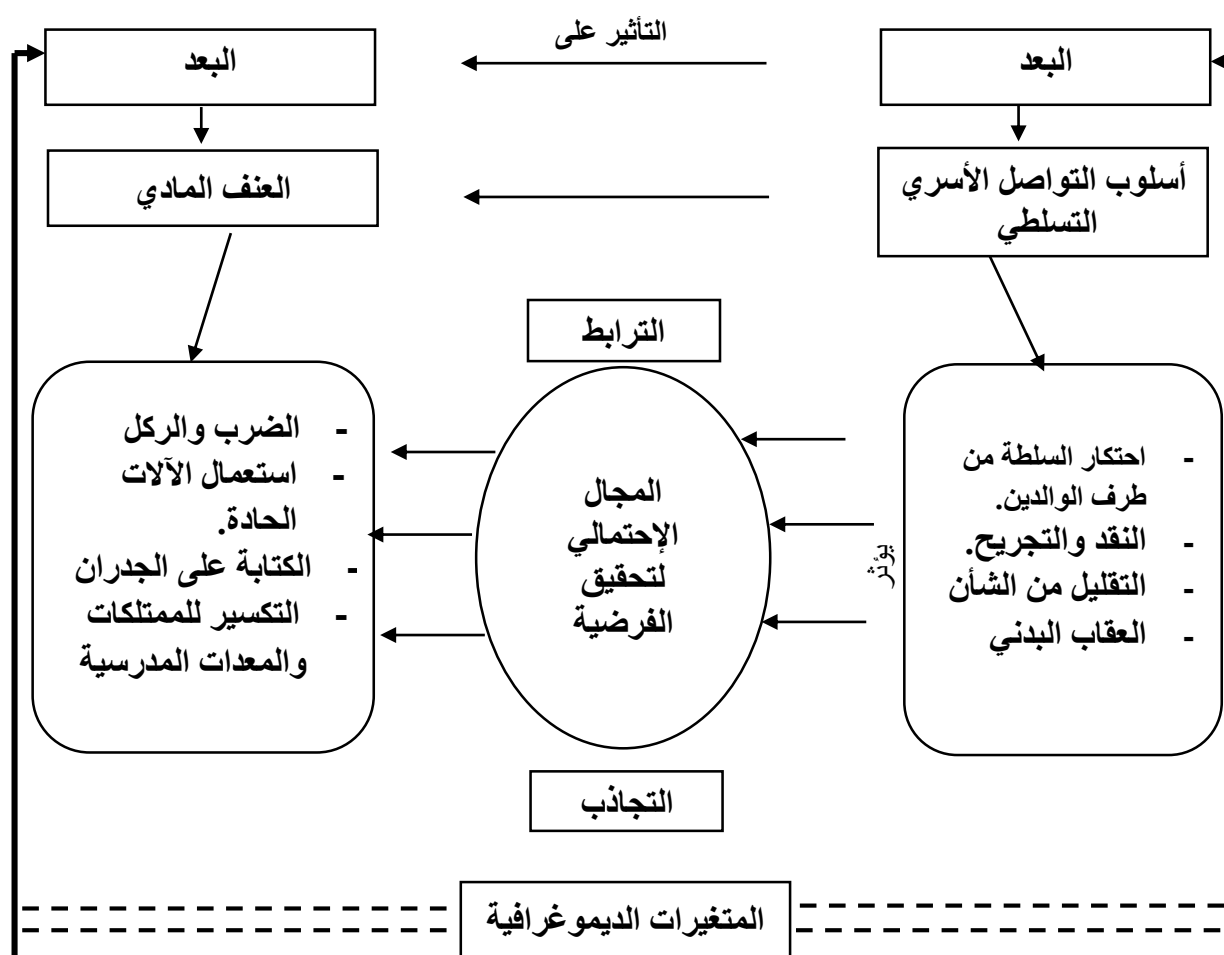 التأثير على
البعد
البعد
أسلوب التواصل الأسري
التسلطي
العنف المادي
الترابط
- احتكار السلطة من
طرف الوالدين.
- النقد والتجريح.
- التقليل من الشأن
- العقاب البدني
يؤثر
المجال
الإحتمالي
لتحقيق
الفرضية
- الضرب والركل
- استعمال الآلات
الحادة.
- الكتابة على الجدران
- التكسير للممتلكات
والمعدات المدرسية
التجاذب
المتغيرات الديموغرافية